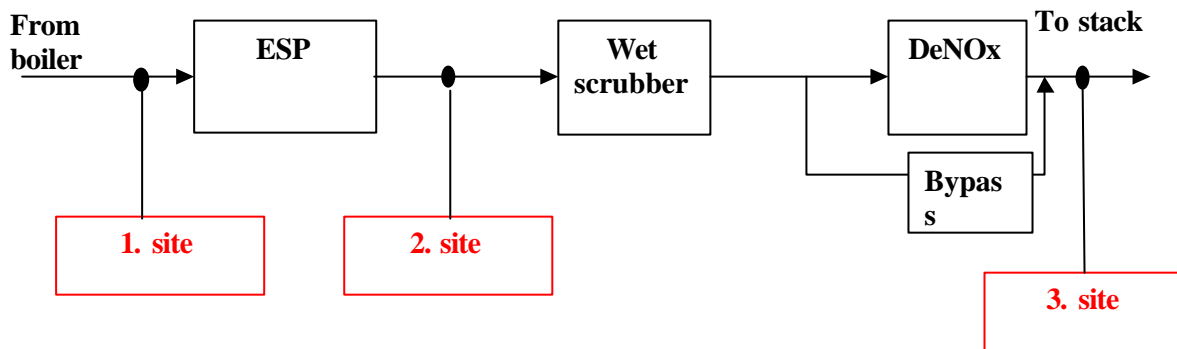 From
boiler
ESP
Wet
scrubber
DeNOx
To stack
Bypas
s
1. site
2. site
3. site